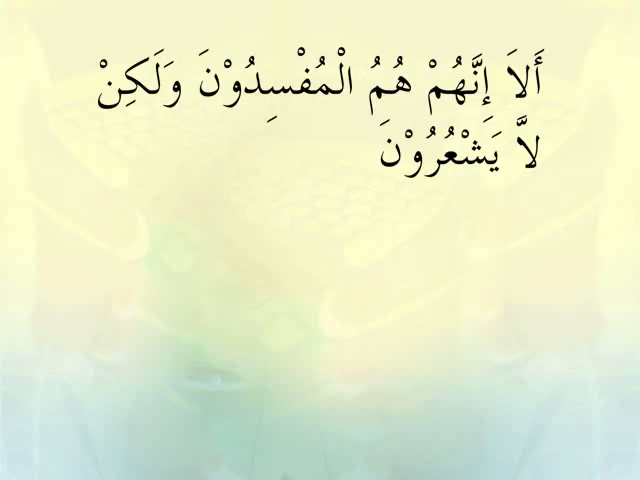 أَلاَ إِنَّهُمْ هُمُ الْمُفْسِدُوْنَ وَلَكِنْ
لاَّ يَشْعُرُوْنَ